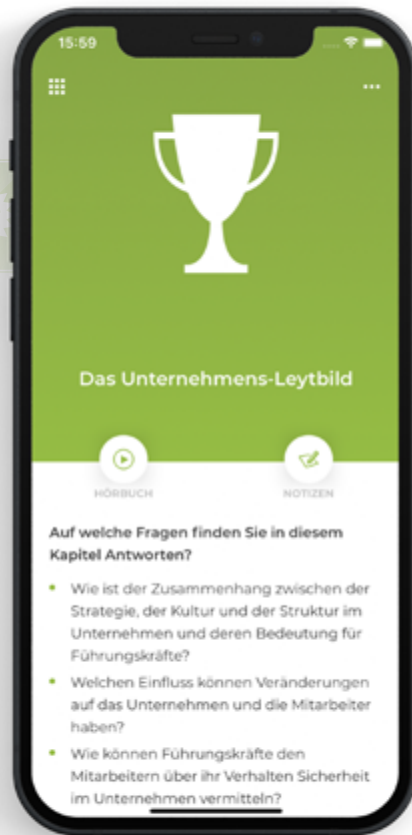 15:59
Das Unternehmens-Leytbild
HÖRBUCH
NOTIZEN
Auf welche Fragen finden Sie in diesem
Kapitel Antworten?
Wie ist der Zusammenhang zwischen der
Strategie, der Kultur und der Struktur im
Unternehmen und deren Bedeutung für
Führungskräfte?
Welchen Einfluss können Veränderungen
auf das Unternehmen und die Mitarbeiter
haben?
Wie können Führungskräfte den
Mitarbeitern über ihr Verhalten Sicherheit
im Unternehmen vermitteln?